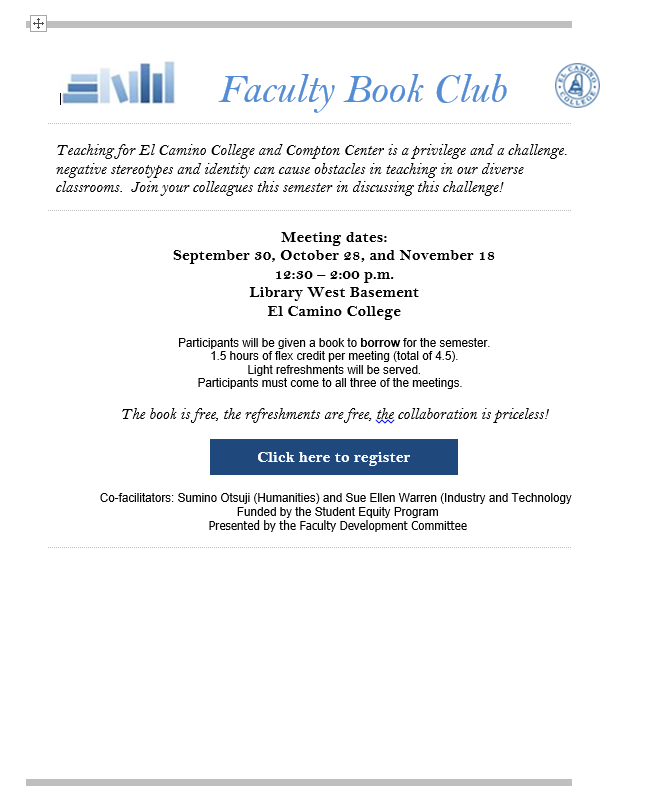 Faculty Book Club
EL CAMINO COLLEGE
Teaching for El Camino College and Compton Center is a privilege and a challenge.
negative stereotypes and identity can cause obstacles in teaching in our diverse
classrooms.  Join your colleagues this semester in discussing this challenge!
Meeting dates:
September 30, October 28, and November 18
12:30 – 2:00 p.m.
Library West Basement
El Camino College
Participants will be given a book to borrow for the semester.
1.5 hours of flex credit per meeting (total of 4.5).
Light refreshments will be served.
Participants must come to all three of the meetings.
The book is free, the refreshments are free, the collaboration is priceless!
Click here to register
Co-facilitators: Sumino Otsuji (Humanities) and Sue Ellen Warren (Industry and Technology
Funded by the Student Equity Program
Presented by the Faculty Development Committee